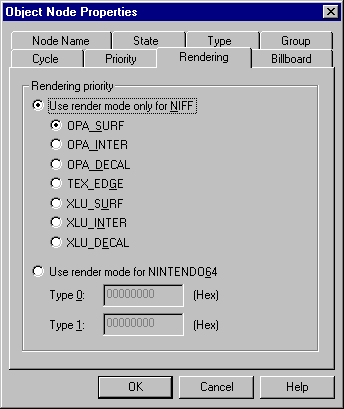 Object Node Properties
Node Name State Type Group
Cycle Priority Rendering Billboard
Rendering priority
Use render mode only for NIFF
OPA_SURF
OPA_INTER
OPA_DECAL
TEX_EDGE
XLU_SURF
XLU_INTER
XLU_DECAL
Use render mode for NINTENDO64
Type 0: 00000000 (Hex)
Type 1: 00000000 (Hex)
OK Cancel Help